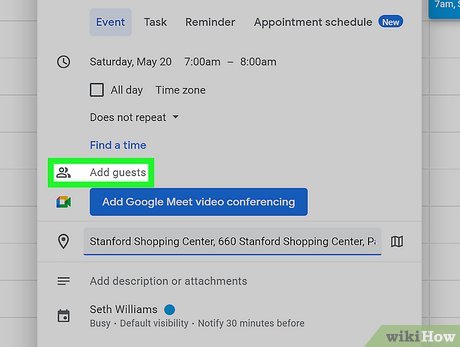 7am, S
Event Task Reminder Appointment schedule New
Saturday, May 20 7:00am – 8:00am
All day Time zone
Does not repeat
Find a time
Add guests
Add Google Meet video conferencing
Stanford Shopping Center, 660 Stanford Shopping Center, Pa
Add description or attachments
Seth Williams
Busy • Default visibility • Notify 30 minutes before
wikiHow